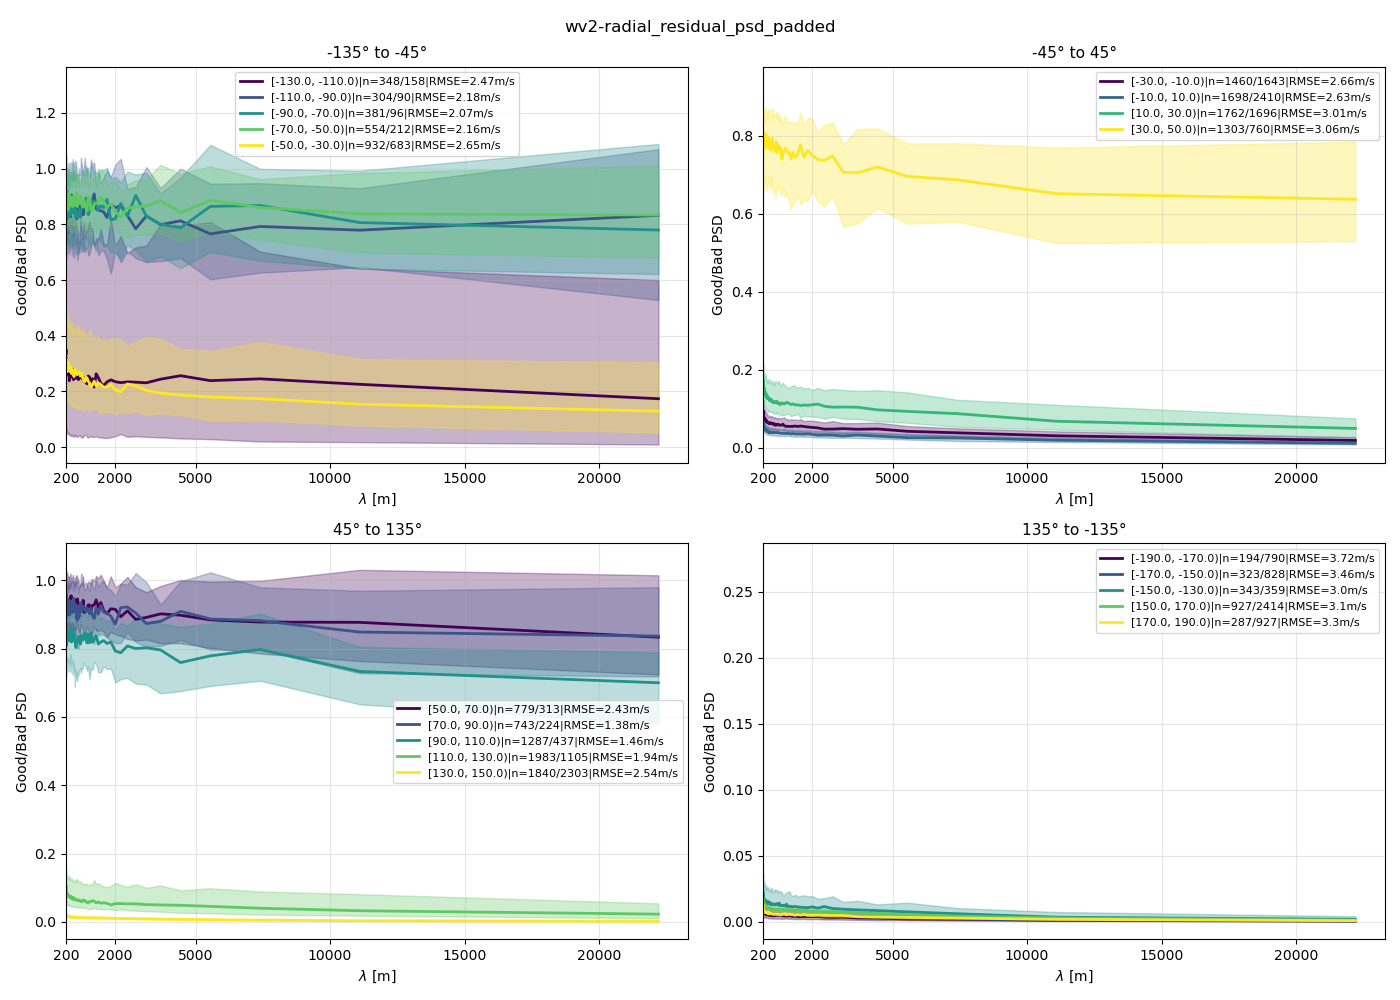 wv2-radial_residual_psd_padded
-135° to -45°
Good/Bad PSD
1.2
1.0
0.8
0.6
0.4
0.2
0.0
[-130.0, -110.0)|n=348/158|RMSE=2.47m/s
[-110.0, -90.0)|n=304/90|RMSE=2.18m/s
[-90.0, -70.0)|n=381/96|RMSE=2.07m/s
[-70.0, -50.0)|n=554/212|RMSE=2.16m/s
[-50.0, -30.0)|n=932/683|RMSE=2.65m/s
200 2000 5000 10000 15000 20000
λ [m]
-45° to 45°
Good/Bad PSD
0.8
0.6
0.4
0.2
0.0
[-30.0, -10.0)|n=1460/1643|RMSE=2.66m/s
[-10.0, 10.0)|n=1698/2410|RMSE=2.63m/s
[10.0, 30.0)|n=1762/1696|RMSE=3.01m/s
[30.0, 50.0)|n=1303/760|RMSE=3.06m/s
200 2000 5000 10000 15000 20000
λ [m]
45° to 135°
Good/Bad PSD
1.0
0.8
0.6
0.4
0.2
0.0
[50.0, 70.0)|n=779/313|RMSE=2.43m/s
[70.0, 90.0)|n=743/224|RMSE=1.38m/s
[90.0, 110.0)|n=1287/437|RMSE=1.46m/s
[110.0, 130.0)|n=1983/1105|RMSE=1.94m/s
[130.0, 150.0)|n=1840/2303|RMSE=2.54m/s
200 2000 5000 10000 15000 20000
λ [m]
135° to -135°
Good/Bad PSD
0.25
0.20
0.15
0.10
0.05
0.00
[-190.0, -170.0)|n=194/790|RMSE=3.72m/s
[-170.0, -150.0)|n=323/828|RMSE=3.46m/s
[-150.0, -130.0)|n=343/359|RMSE=3.0m/s
[150.0, 170.0)|n=927/2414|RMSE=3.1m/s
[170.0, 190.0)|n=287/927|RMSE=3.3m/s
200 2000 5000 10000 15000 20000
λ [m]